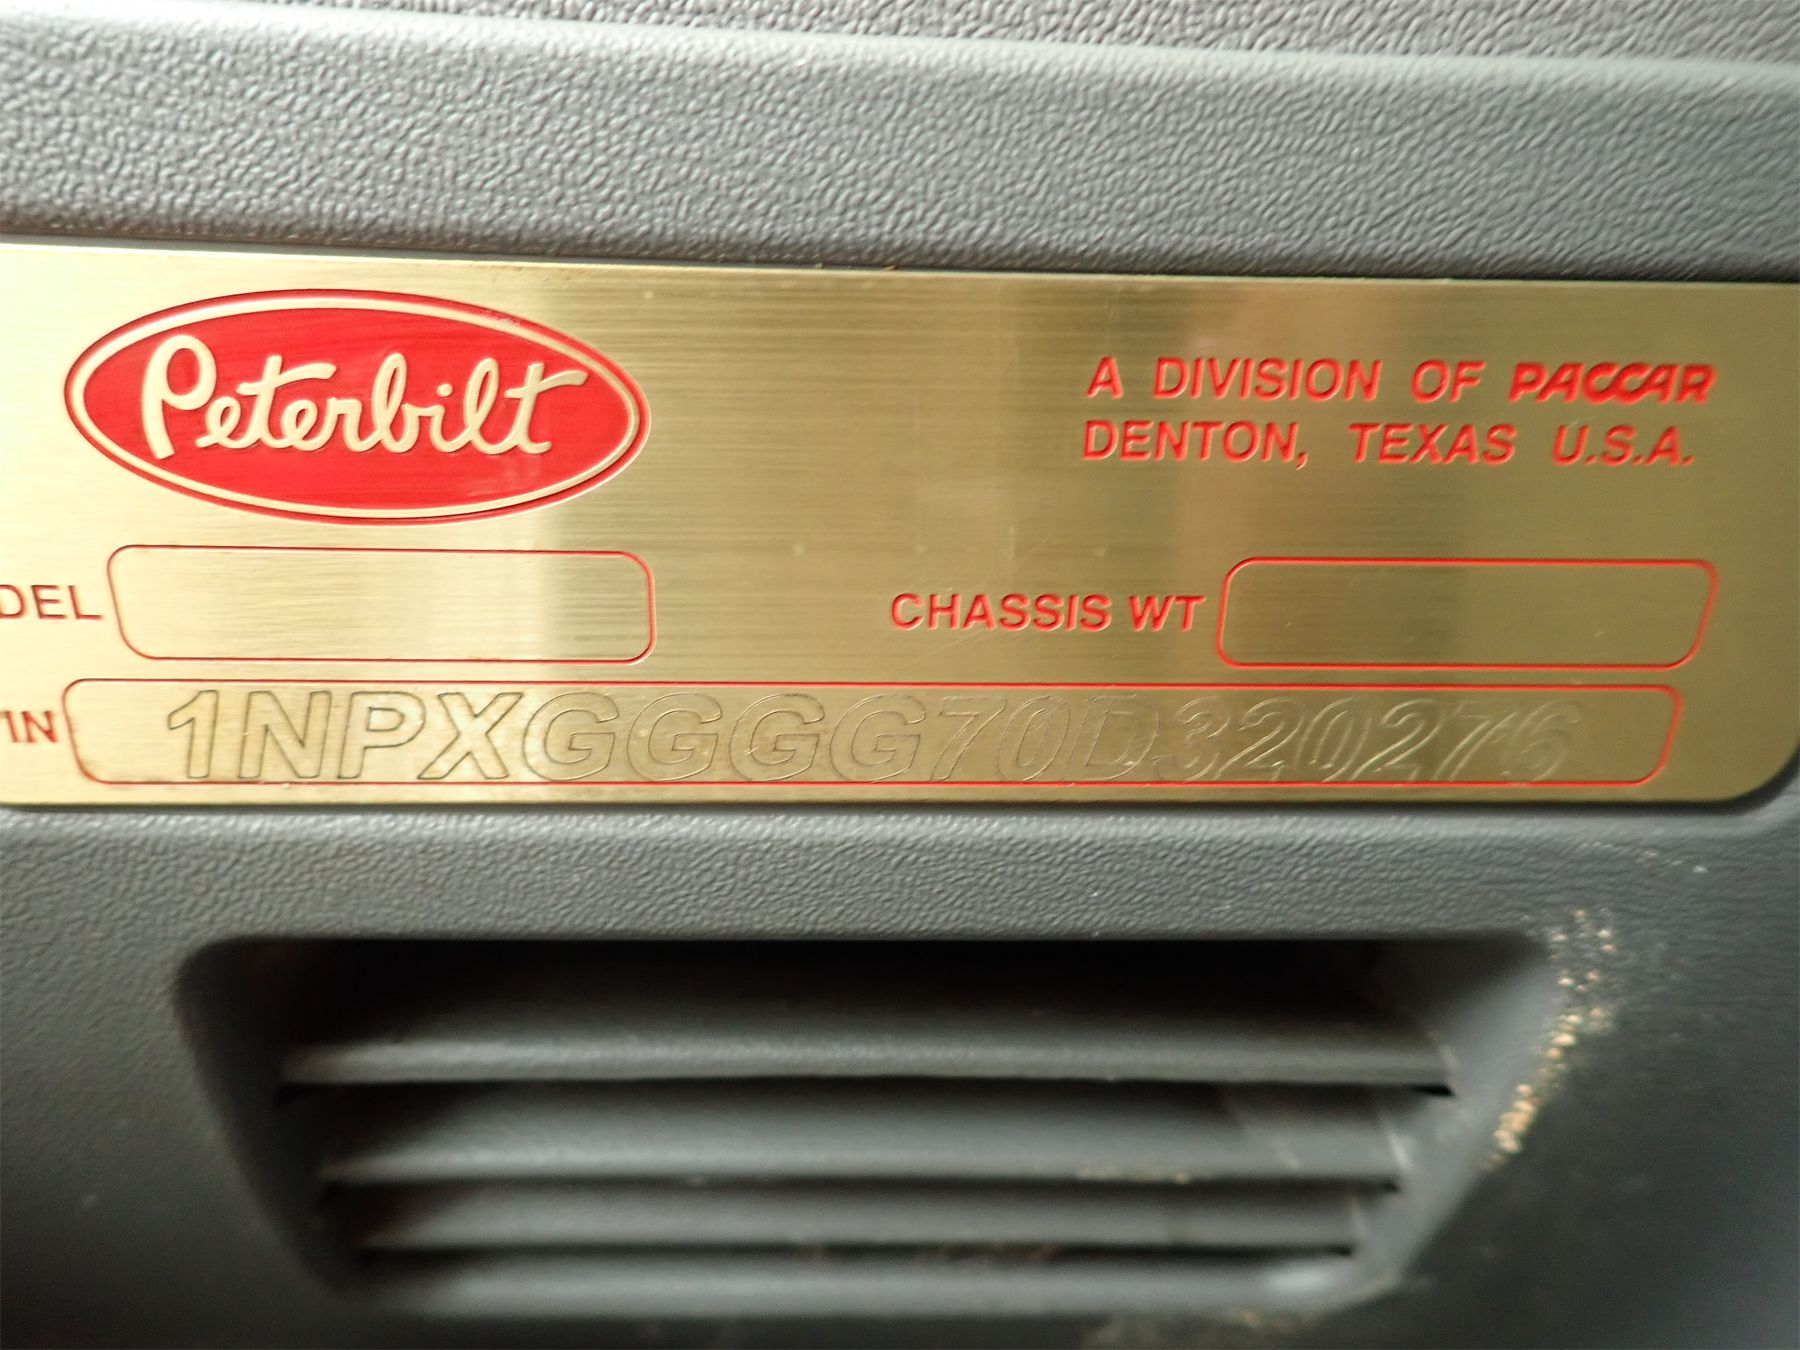 Peterbilt
A DIVISION OF PACCAR
DENTON, TEXAS U.S.A.
DEL
CHASSIS WT
IN
1NPXGGGG70D320276